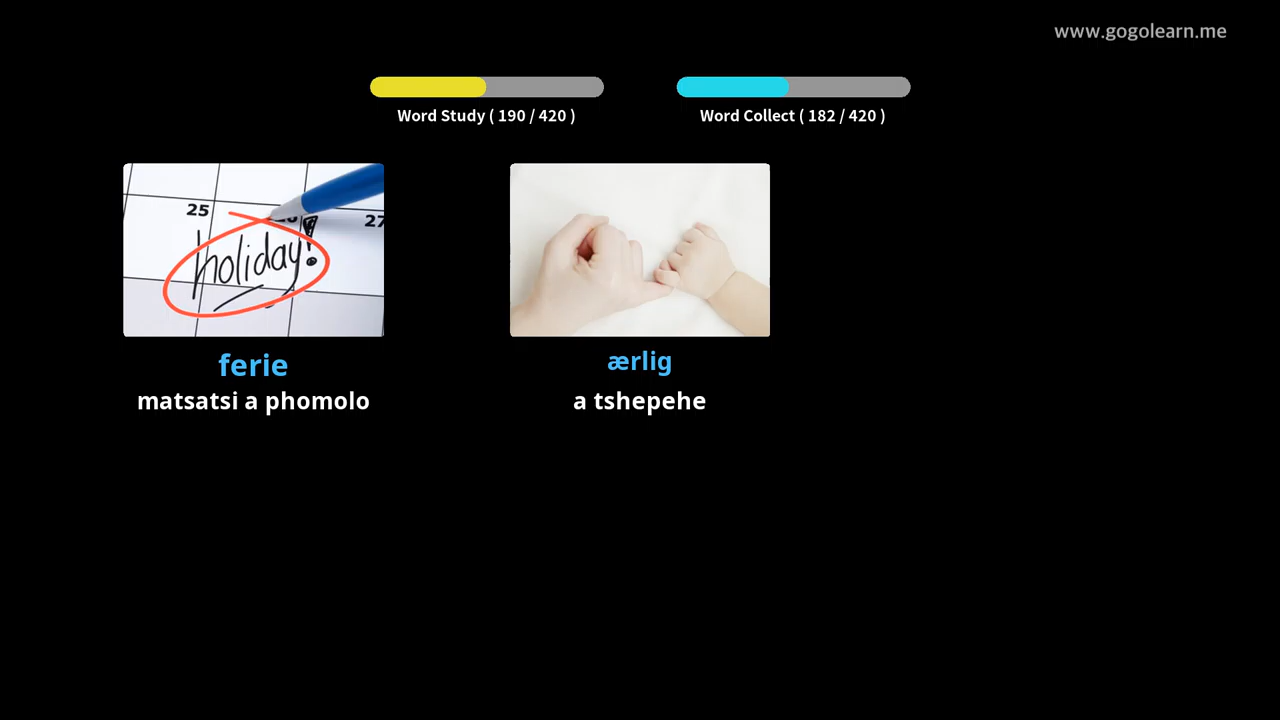 www.gogolearn.me
Word Study ( 190 / 420 )
Word Collect ( 182 / 420 )
25
27
holiday!
ferie
ærlig
matsatsi a phomolo
a tshepehe